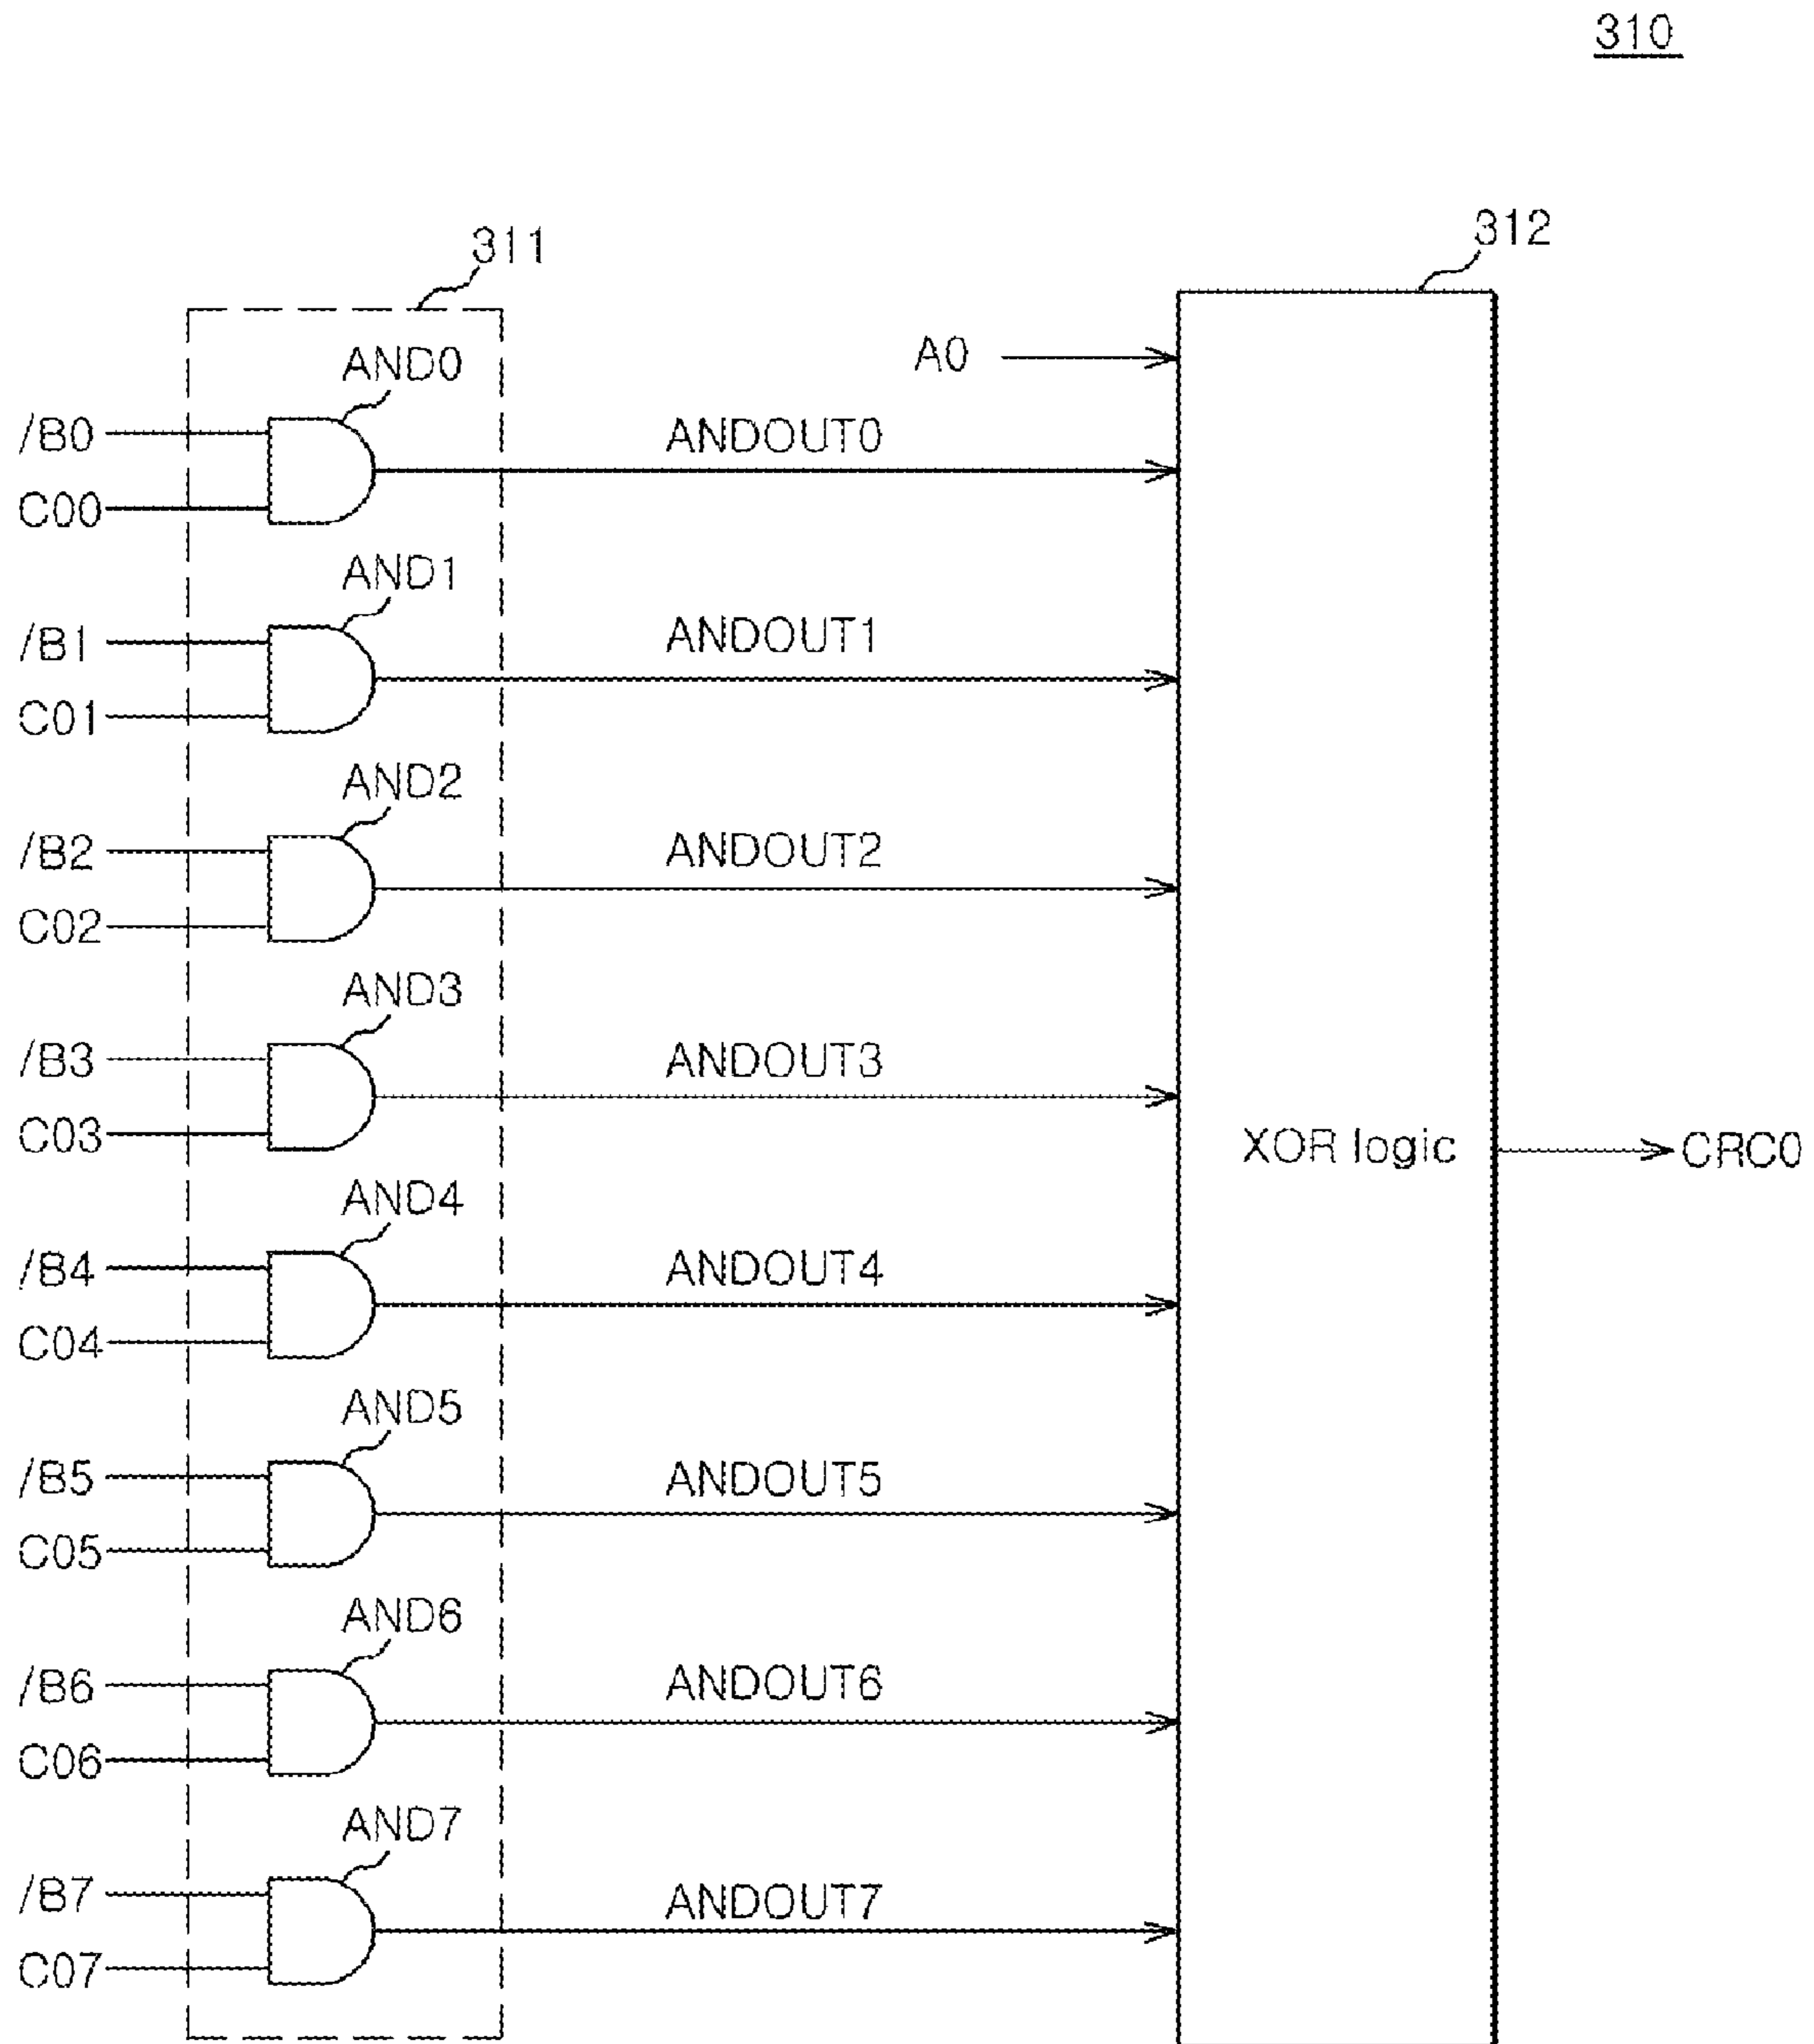 310
311
312
AND0
A0
/B0
ANDOUT0
C00
AND1
/B1
ANDOUT1
C01
AND2
/B2
ANDOUT2
C02
AND3
/B3
ANDOUT3
C03
XOR logic
CRC0
AND4
/B4
ANDOUT4
C04
AND5
/B5
ANDOUT5
C05
AND6
/B6
ANDOUT6
C06
AND7
/B7
ANDOUT7
C07